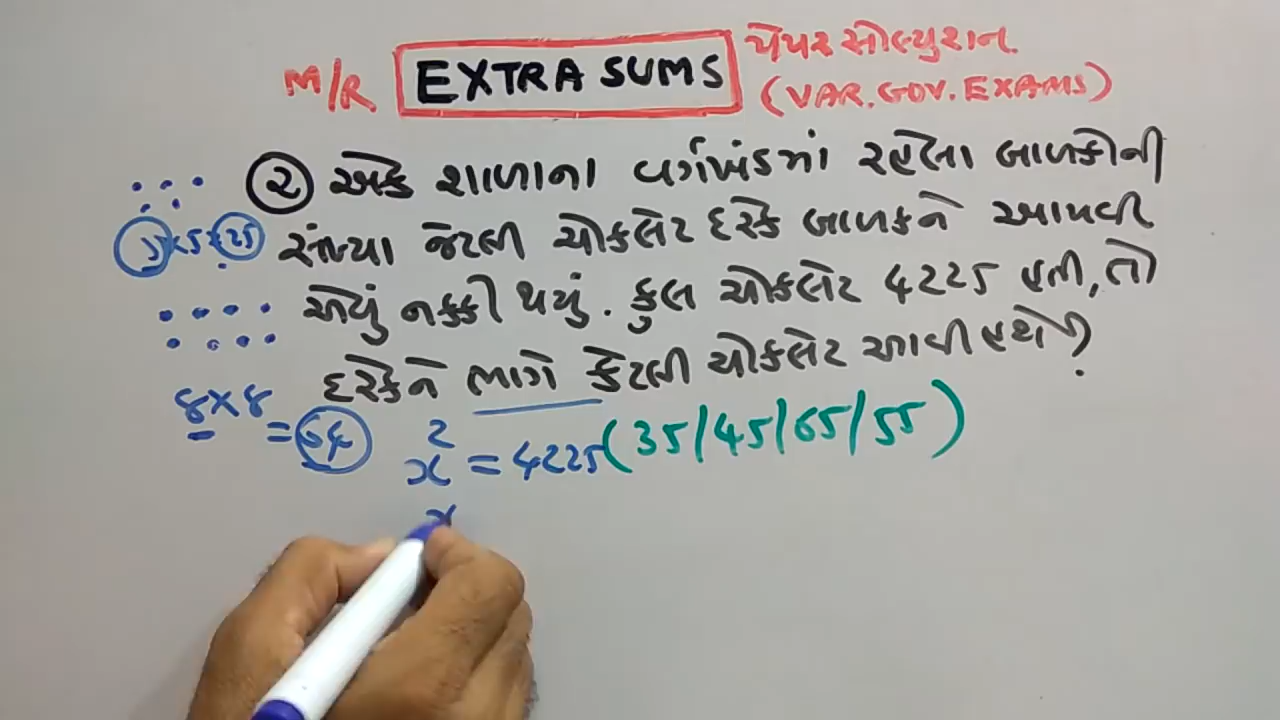 M/R EXTRA SUMS પેપર સોલ્યુશન.
(VAR. GOV. EXAMS)
(૨) એક શાળાના વર્ગખંડમાં રહેલા બાળકોની
સંખ્યા જેટલી ચોકલેટ દરેક બાળકને આપવી
એવું નક્કી થયું. કુલ ચોકલેટ 4225 હતી, તો
દરેકને ભાગે કેટલી ચોકલેટ આવી હશે?
5×5=25
8×8
=64
x² = 4225 (35/45/65/55)
x